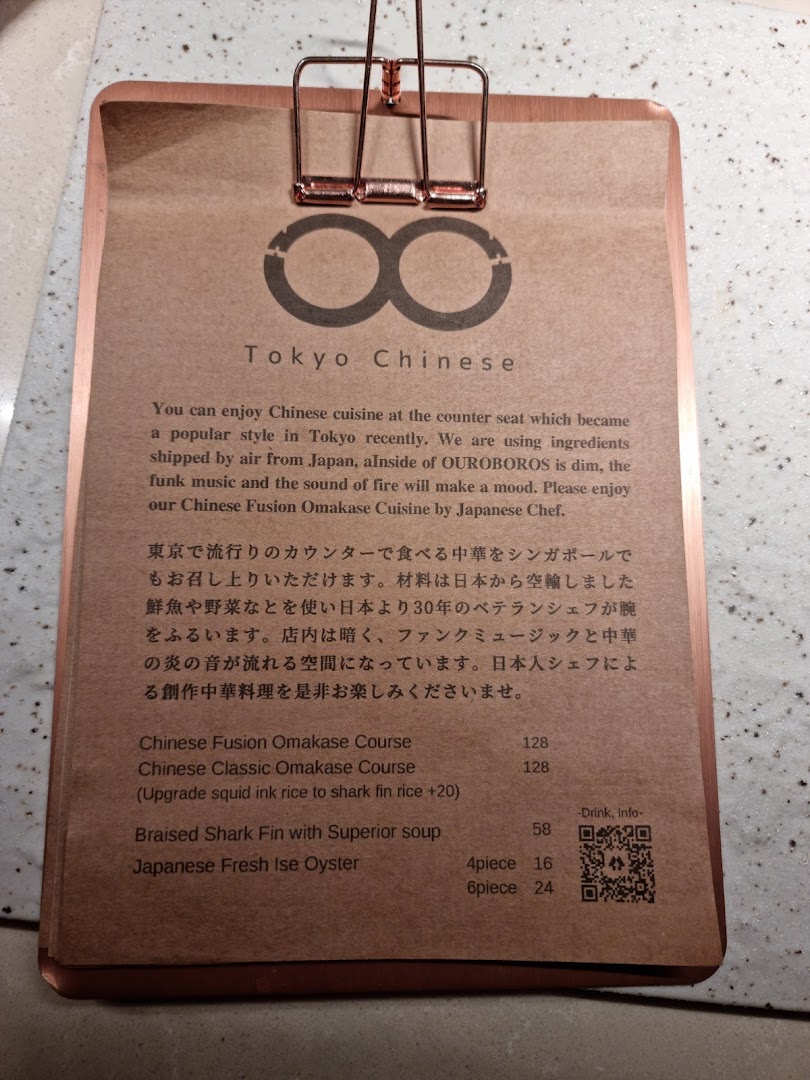 Tokyo Chinese
You can enjoy Chinese cuisine at the counter seat which became
a popular style in Tokyo recently. We are using ingredients
shipped by air from Japan, aInside of OUROBOROS is dim, the
funk music and the sound of fire will make a mood. Please enjoy
our Chinese Fusion Omakase Cuisine by Japanese Chef.
東京で流行りのカウンターで食べる中華をシンガポールで
もお召し上りいただけます。材料は日本から空輸しました
鮮魚や野菜なとを使い日本より30年のベテランシェフが腕
をふるいます。店内は暗く、ファンクミュージックと中華
の炎の音が流れる空間になっています。日本人シェフによ
る創作中華料理を是非お楽しみくださいませ。
Chinese Fusion Omakase Course 128
Chinese Classic Omakase Course 128
(Upgrade squid ink rice to shark fin rice +20)
-Drink, Info-
Braised Shark Fin with Superior soup 58
Japanese Fresh Ise Oyster 4piece 16
6piece 24